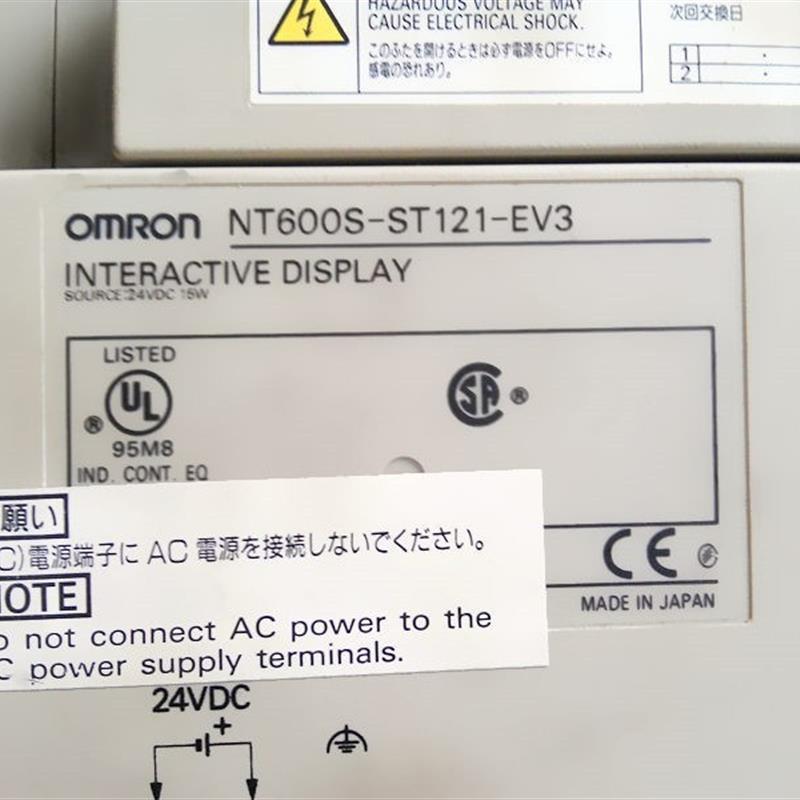 HAZARDOUS VOLTAGE MAY
CAUSE ELECTRICAL SHOCK.
このふたを開けるときは必ず電源をOFFにせよ。
感電の恐れあり。
次回交換日
1
2
OMRON NT600S-ST121-EV3
INTERACTIVE DISPLAY
SOURCE:24VDC 15W
LISTED
UL ®
95M8
IND. CONT. EQ
SA ®
願い
C)電源端子に AC 電源を接続しないでください。
NOTE
o not connect AC power to the
C power supply terminals.
CE
MADE IN JAPAN
24VDC
+